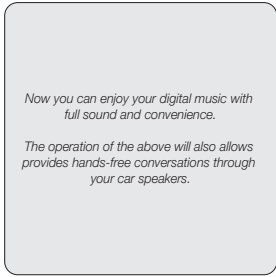 Now you can enjoy your digital music with
full sound and convenience.
The operation of the above will also allows
provides hands-free conversations through
your car speakers.